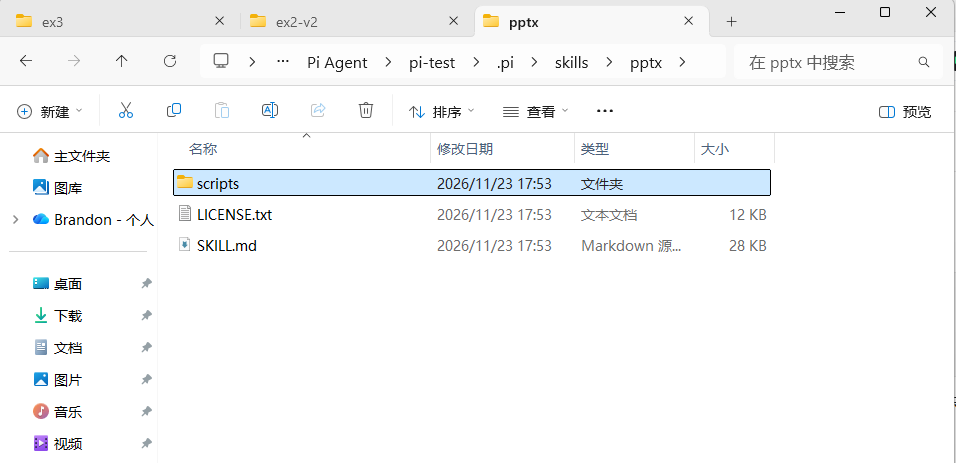 ex3 ex2-v2 pptx
… Pi Agent pi-test .pi skills pptx 在 pptx 中搜索
新建 排序 查看 … 预览
主文件夹
图库
Brandon - 个人
桌面
下载
文档
图片
音乐
视频
名称 修改日期 类型 大小
scripts 2026/11/23 17:53 文件夹
LICENSE.txt 2026/11/23 17:53 文本文档 12 KB
SKILL.md 2026/11/23 17:53 Markdown 源... 28 KB